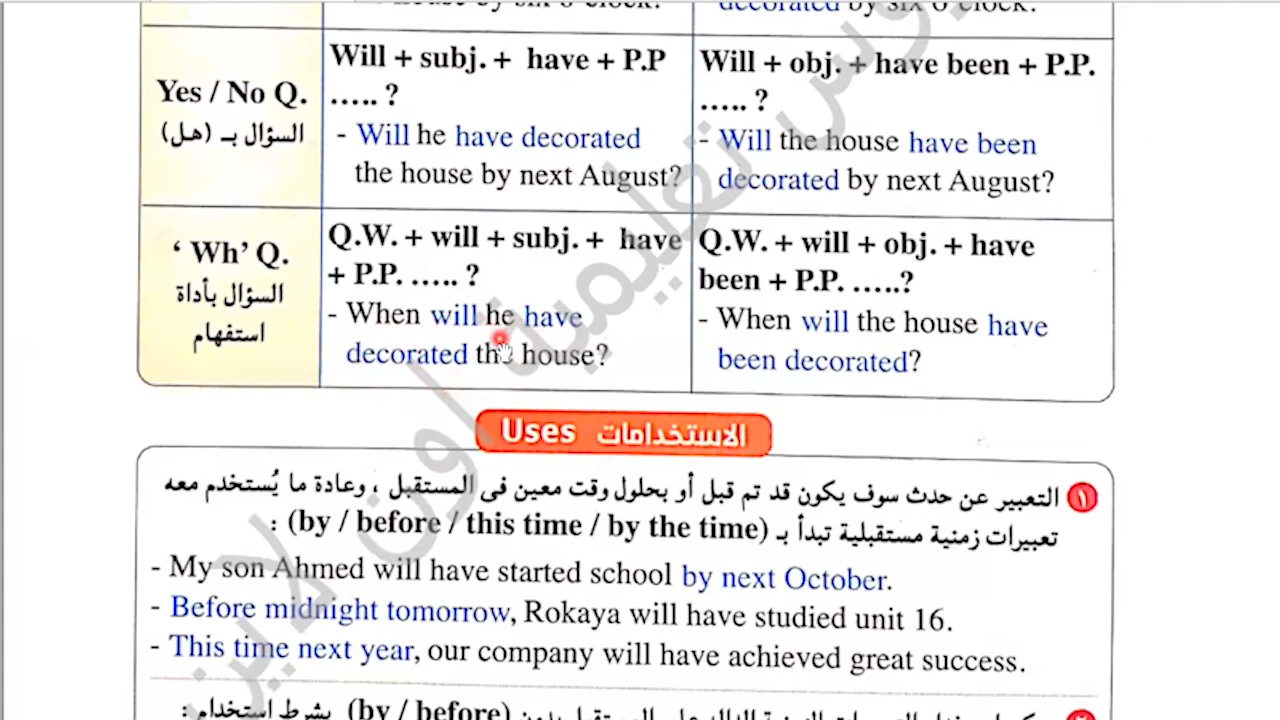 decorated by six o'clock.
Yes / No Q.
السؤال بـ (هل)
Will + subj. + have + P.P
..... ?
- Will he have decorated
the house by next August?
Will + obj. + have been + P.P.
..... ?
- Will the house have been
decorated by next August?
‘ Wh’ Q.
السؤال بأداة
استفهام
Q.W. + will + subj. + have
+ P.P. ..... ?
- When will he have
decorated the house?
Q.W. + will + obj. + have
been + P.P. .....?
- When will the house have
been decorated?
الاستخدامات Uses
١ التعبير عن حدث سوف يكون قد تم قبل أو بحلول وقت معين فى المستقبل ، وعادة ما يُستخدم معه
تعبيرات زمنية مستقبلية تبدأ بـ (by / before / this time / by the time) :
- My son Ahmed will have started school by next October.
- Before midnight tomorrow, Rokaya will have studied unit 16.
- This time next year, our company will have achieved great success.
(by / before) بشرط استخدام :